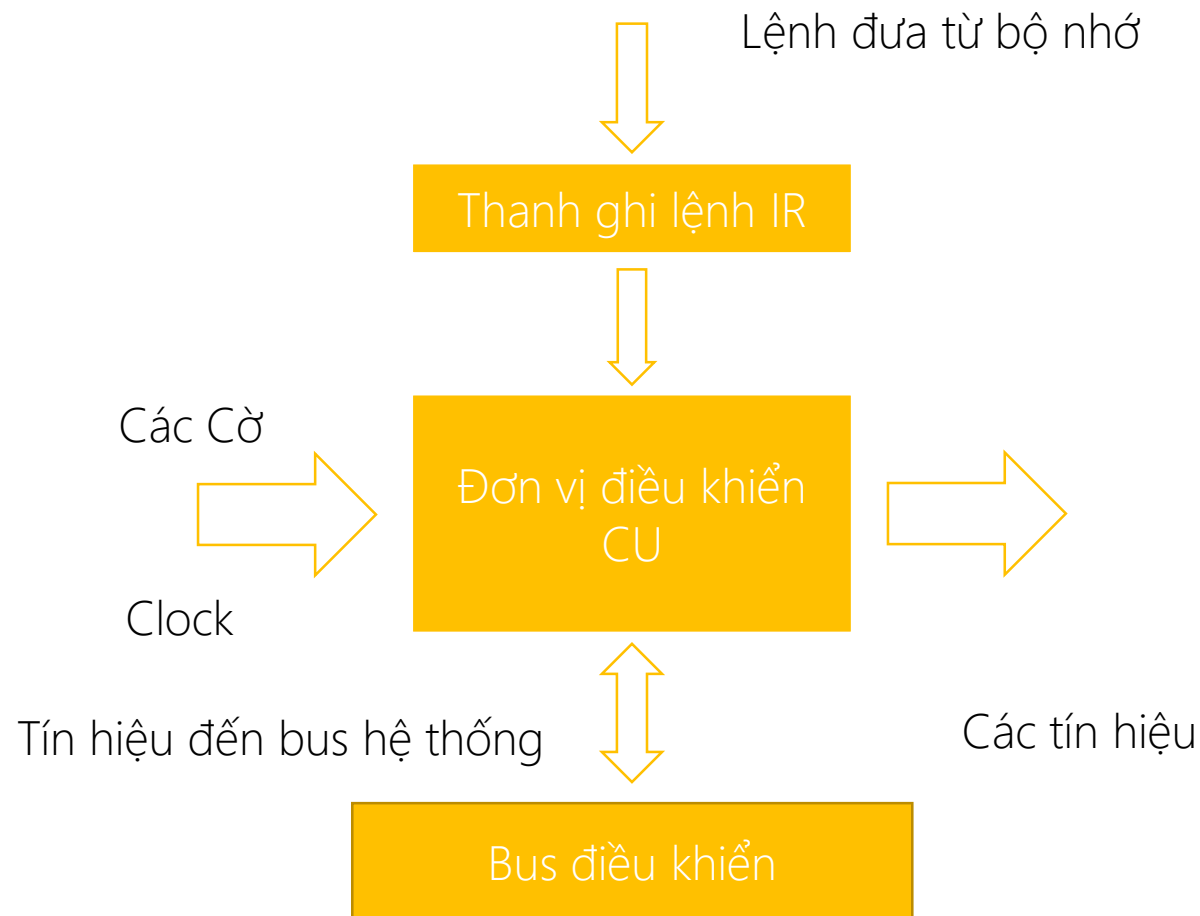 Lệnh đưa từ bộ nhớ
Thanh ghi lệnh IR
Các Cờ
Đơn vị điều khiển
CU
Clock
Tín hiệu đến bus hệ thống
Các tín hiệu
Bus điều khiển